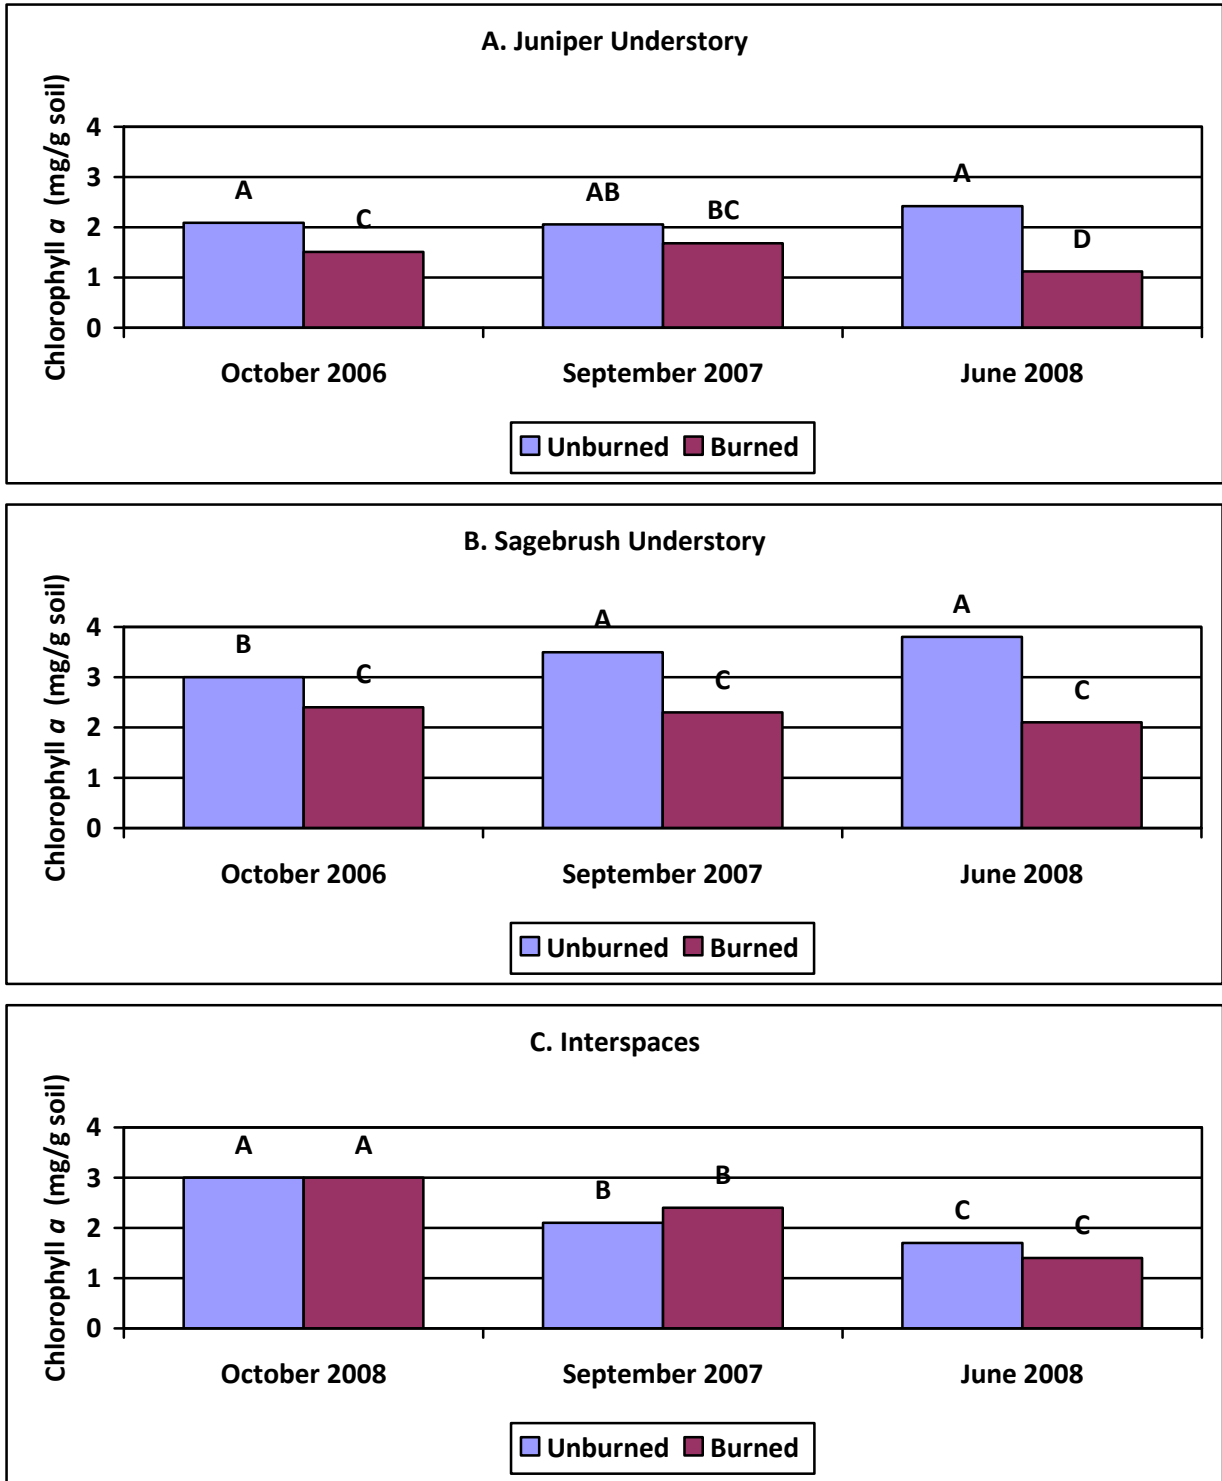 A. Juniper Understory
Chlorophyll a (mg/g soil)
4
3
2
1
0
A
C
AB
BC
A
D
October 2006
September 2007
June 2008
Unburned Burned
B. Sagebrush Understory
Chlorophyll a (mg/g soil)
4
3
2
1
0
B
C
A
C
A
C
October 2006
September 2007
June 2008
Unburned Burned
C. Interspaces
Chlorophyll a (mg/g soil)
4
3
2
1
0
A
A
B
B
C
C
October 2008
September 2007
June 2008
Unburned Burned